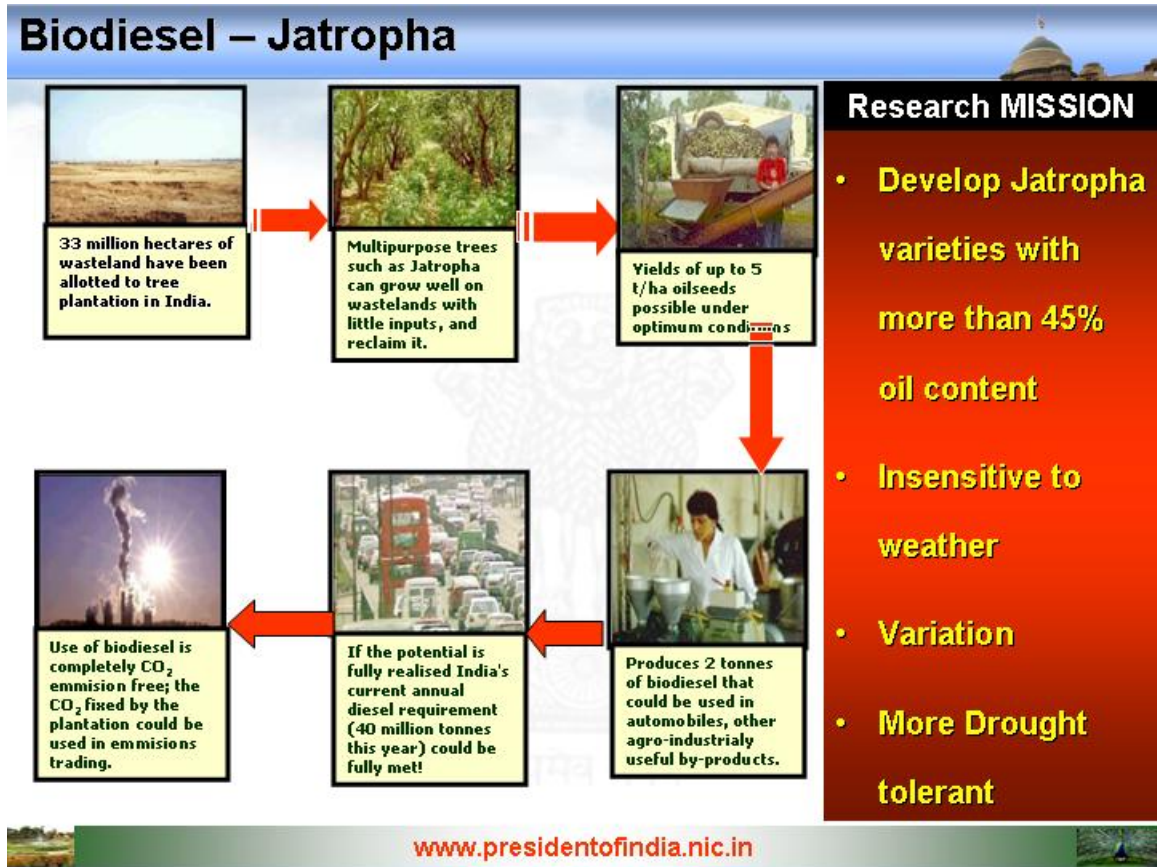 Biodiesel – Jatropha
33 million hectares of
wasteland have been
allotted to tree
plantation in India.
Multipurpose trees
such as Jatropha
can grow well on
wastelands with
little inputs, and
reclaim it.
Yields of up to 5
t/ha oilseeds
possible under
optimum
Produces 2 tonnes
of biodiesel that
could be used in
automobiles, other
agro-industrialy
useful by-products.
If the potential is
fully realised India's
current annual
diesel requirement
(40 million tonnes
this year) could be
fully met!
Use of biodiesel is
completely CO₂
emmision free; the
CO₂ fixed by the
plantation could be
used in emmisions
trading.
Research MISSION
• Develop Jatropha
varieties with
more than 45%
oil content
• Insensitive to
weather
• Variation
• More Drought
tolerant
www.presidentofindia.nic.in